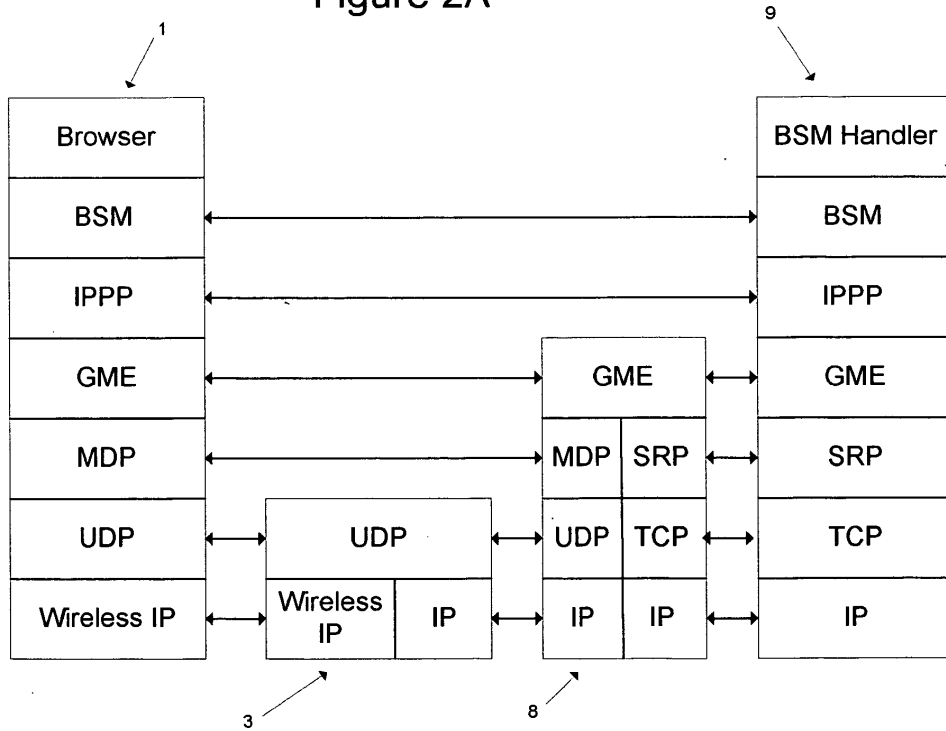 Figure 2A
1
9
Browser
BSM Handler
BSM
BSM
IPPP
IPPP
GME
GME
GME
MDP
MDP
SRP
SRP
UDP
UDP
UDP
TCP
TCP
Wireless IP
Wireless
IP
IP
IP
IP
IP
3
8